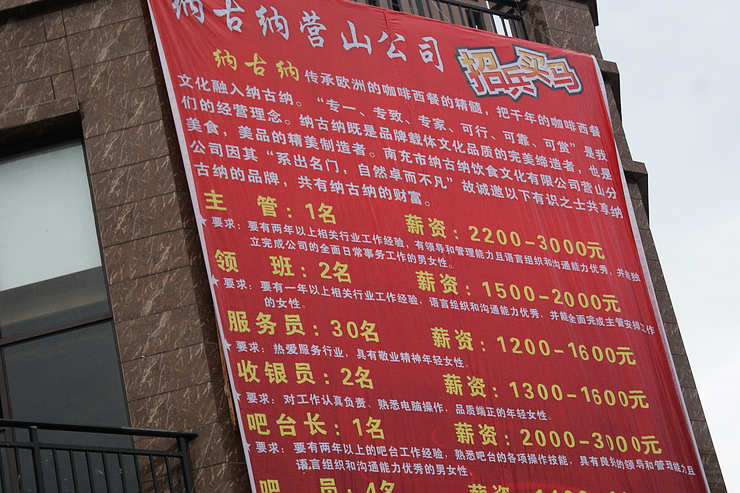 纳古纳营山公司 招兵买马
纳古纳传承欧洲的咖啡西餐的精髓，把千年的咖啡西餐
文化融入纳古纳。“专一、专致、专家、可行、可靠、可赏”是我
们的经营理念。纳古纳既是品牌载体文化品质的完美缔造者，也是
美食，美品的精美制造者。南充市纳古纳饮食文化有限公司营山分
公司因其“系出名门，自然卓而不凡”故诚邀以下有识之士共享纳
古纳的品牌，共有纳古纳的财富。
主 管：1名 薪资：2200-3000元
★要求：要有两年以上相关行业工作经验，有领导和管理能力且语言组织和沟通能力优秀，并能独
立完成公司的全面日常事务工作的男女性。
领 班：2名 薪资：1500-2000元
★要求：要有一年以上相关行业工作经验，语言组织和沟通能力优秀，并能全面完成主管安排工作
的女性。
服务员：30名 薪资：1200-1600元
★要求：热爱服务行业，具有敬业精神年轻女性。
收银员：2名 薪资：1300-1600元
★要求：对工作认真负责、熟悉电脑操作，品质端正的年轻女性。
吧台长：1名 薪资：2000-3000元
★要求：要有两年以上的吧台工作经验，熟悉吧台的各项操作技能，具有良好的领导和管理能力且
语言组织和沟通能力优秀的男女性。
吧 员：4名 薪资